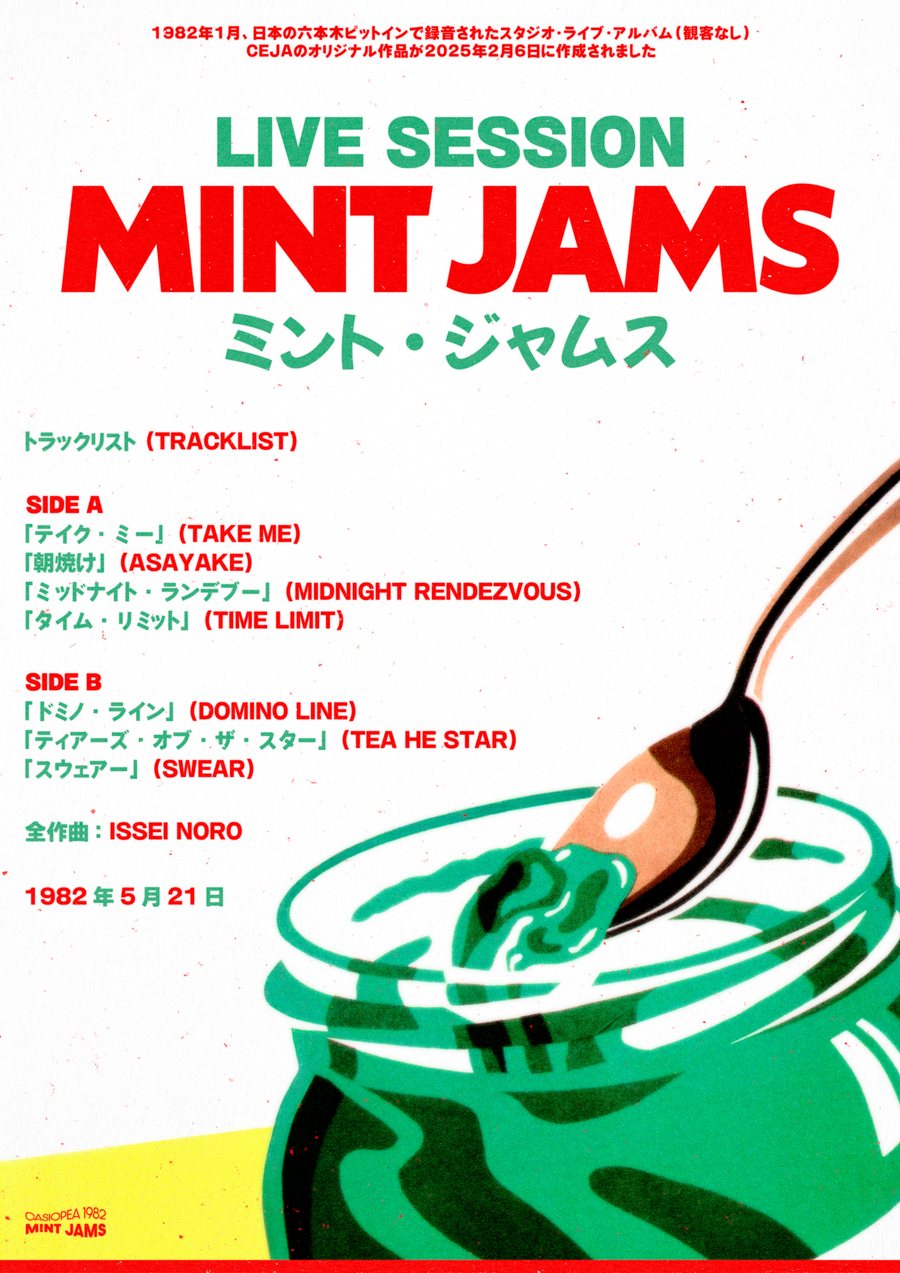 1982年1月、日本の六本木ピットインで録音されたスタジオ・ライブ・アルバム（観客なし）
CEJAのオリジナル作品が2025年2月6日に作成されました
LIVE SESSION
MINT JAMS
ミント・ジャムス
トラックリスト (TRACKLIST)
SIDE A
「テイク・ミー」 (TAKE ME)
「朝焼け」 (ASAYAKE)
「ミッドナイト・ランデブー」 (MIDNIGHT RENDEZVOUS)
「タイム・リミット」 (TIME LIMIT)
SIDE B
「ドミノ・ライン」 (DOMINO LINE)
「ティアーズ・オブ・ザ・スター」 (TEA HE STAR)
「スウェアー」 (SWEAR)
全作曲：ISSEI NORO
1982年5月21日
CASIOPEA 1982
MINT JAMS